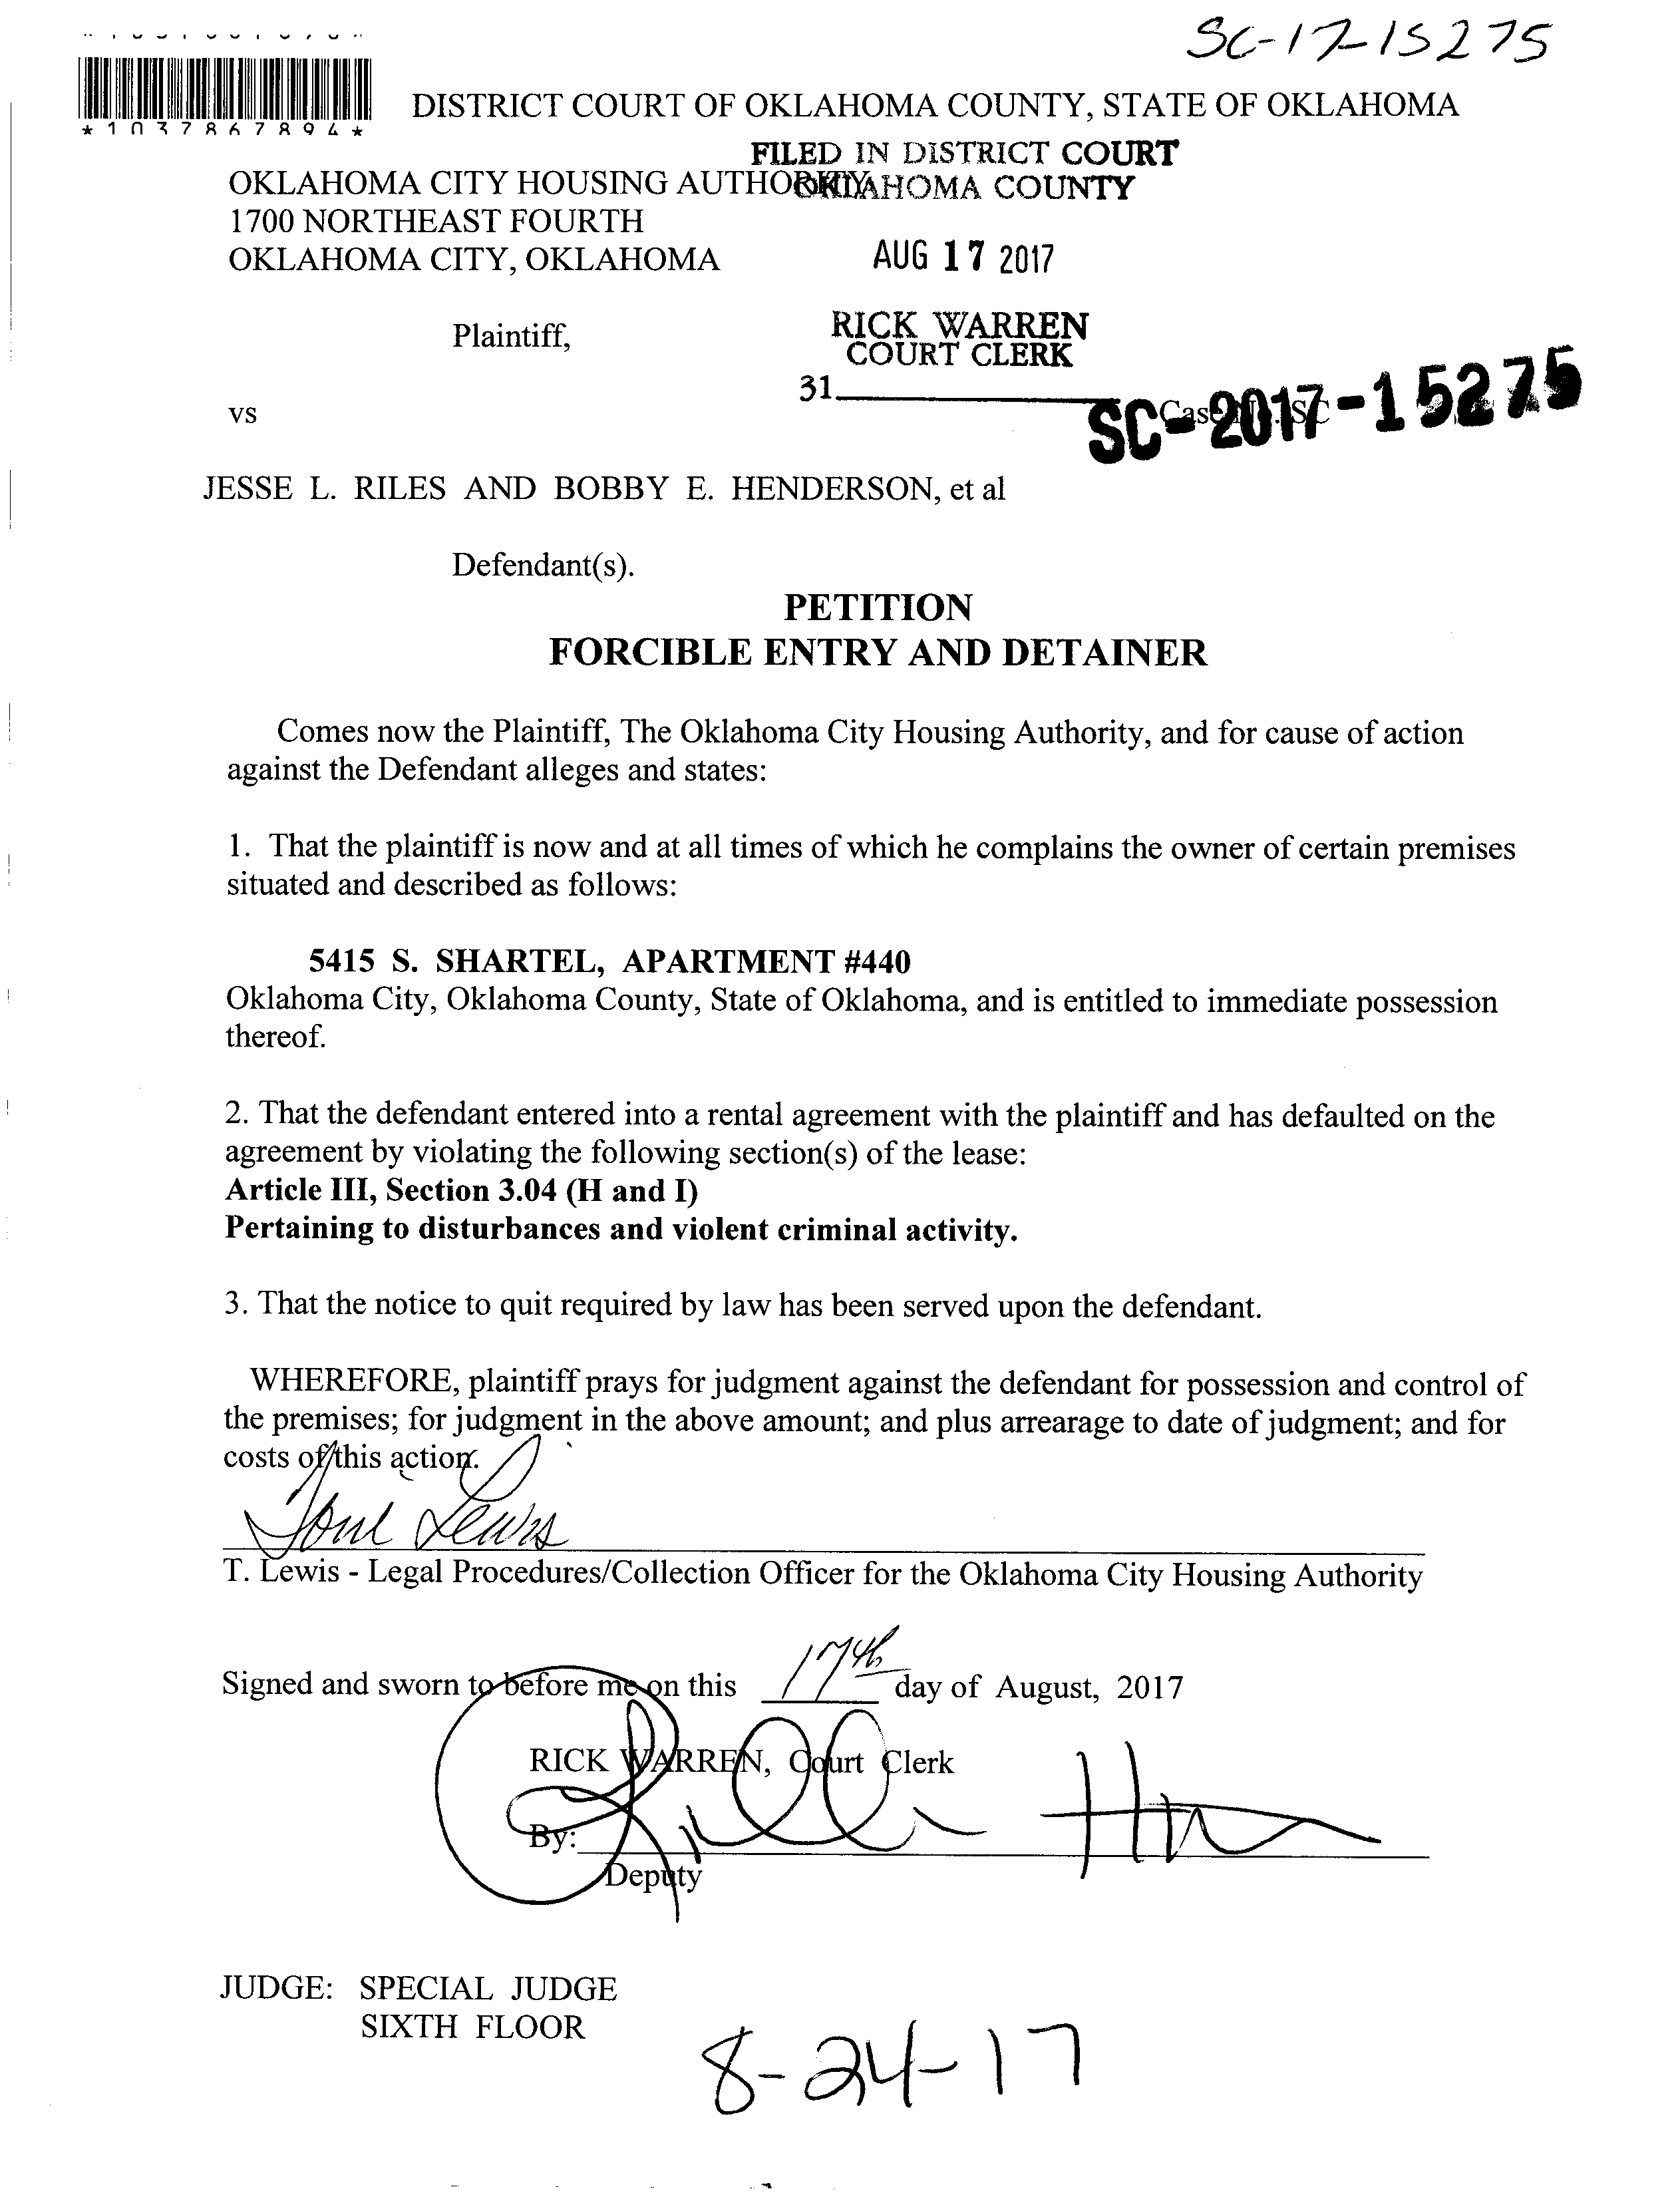 SC-17-15275
*1037867894*
DISTRICT COURT OF OKLAHOMA COUNTY, STATE OF OKLAHOMA
FILED IN DISTRICT COURT
OKLAHOMA CITY HOUSING AUTHORITY OKLAHOMA COUNTY
1700 NORTHEAST FOURTH
OKLAHOMA CITY, OKLAHOMA AUG 17 2017
Plaintiff, RICK WARREN
COURT CLERK
31
vs Case No. SC SC-2017-15275
JESSE L. RILES AND BOBBY E. HENDERSON, et al
Defendant(s).
PETITION
FORCIBLE ENTRY AND DETAINER
Comes now the Plaintiff, The Oklahoma City Housing Authority, and for cause of action
against the Defendant alleges and states:
1. That the plaintiff is now and at all times of which he complains the owner of certain premises
situated and described as follows:
5415 S. SHARTEL, APARTMENT #440
Oklahoma City, Oklahoma County, State of Oklahoma, and is entitled to immediate possession
thereof.
2. That the defendant entered into a rental agreement with the plaintiff and has defaulted on the
agreement by violating the following section(s) of the lease:
Article III, Section 3.04 (H and I)
Pertaining to disturbances and violent criminal activity.
3. That the notice to quit required by law has been served upon the defendant.
WHEREFORE, plaintiff prays for judgment against the defendant for possession and control of
the premises; for judgment in the above amount; and plus arrearage to date of judgment; and for
costs of this action.
Lewis
T. Lewis - Legal Procedures/Collection Officer for the Oklahoma City Housing Authority
Signed and sworn to before me on this 17th day of August, 2017
RICK WARREN, Court Clerk
By:
Deputy
JUDGE: SPECIAL JUDGE
SIXTH FLOOR
8-24-17